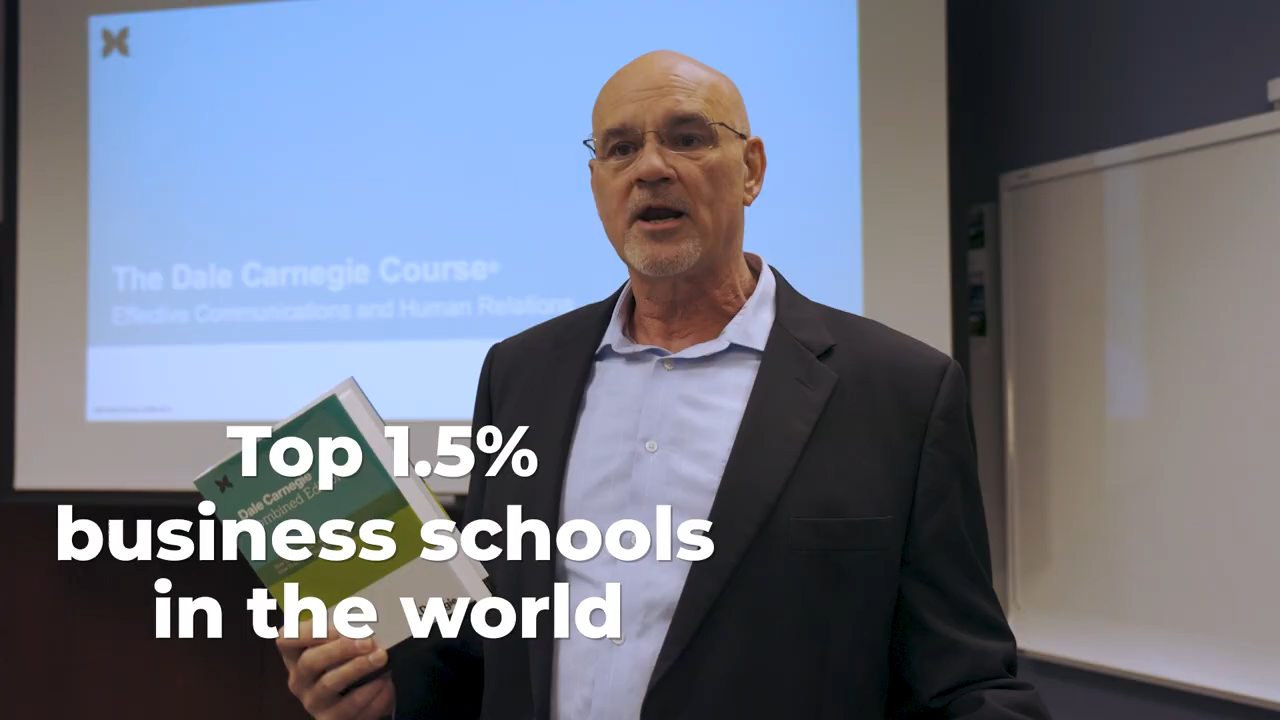 The Dale Carnegie Course®
Effective Communications and Human Relations
Top 1.5%
business schools
in the world
Dale Carnegie